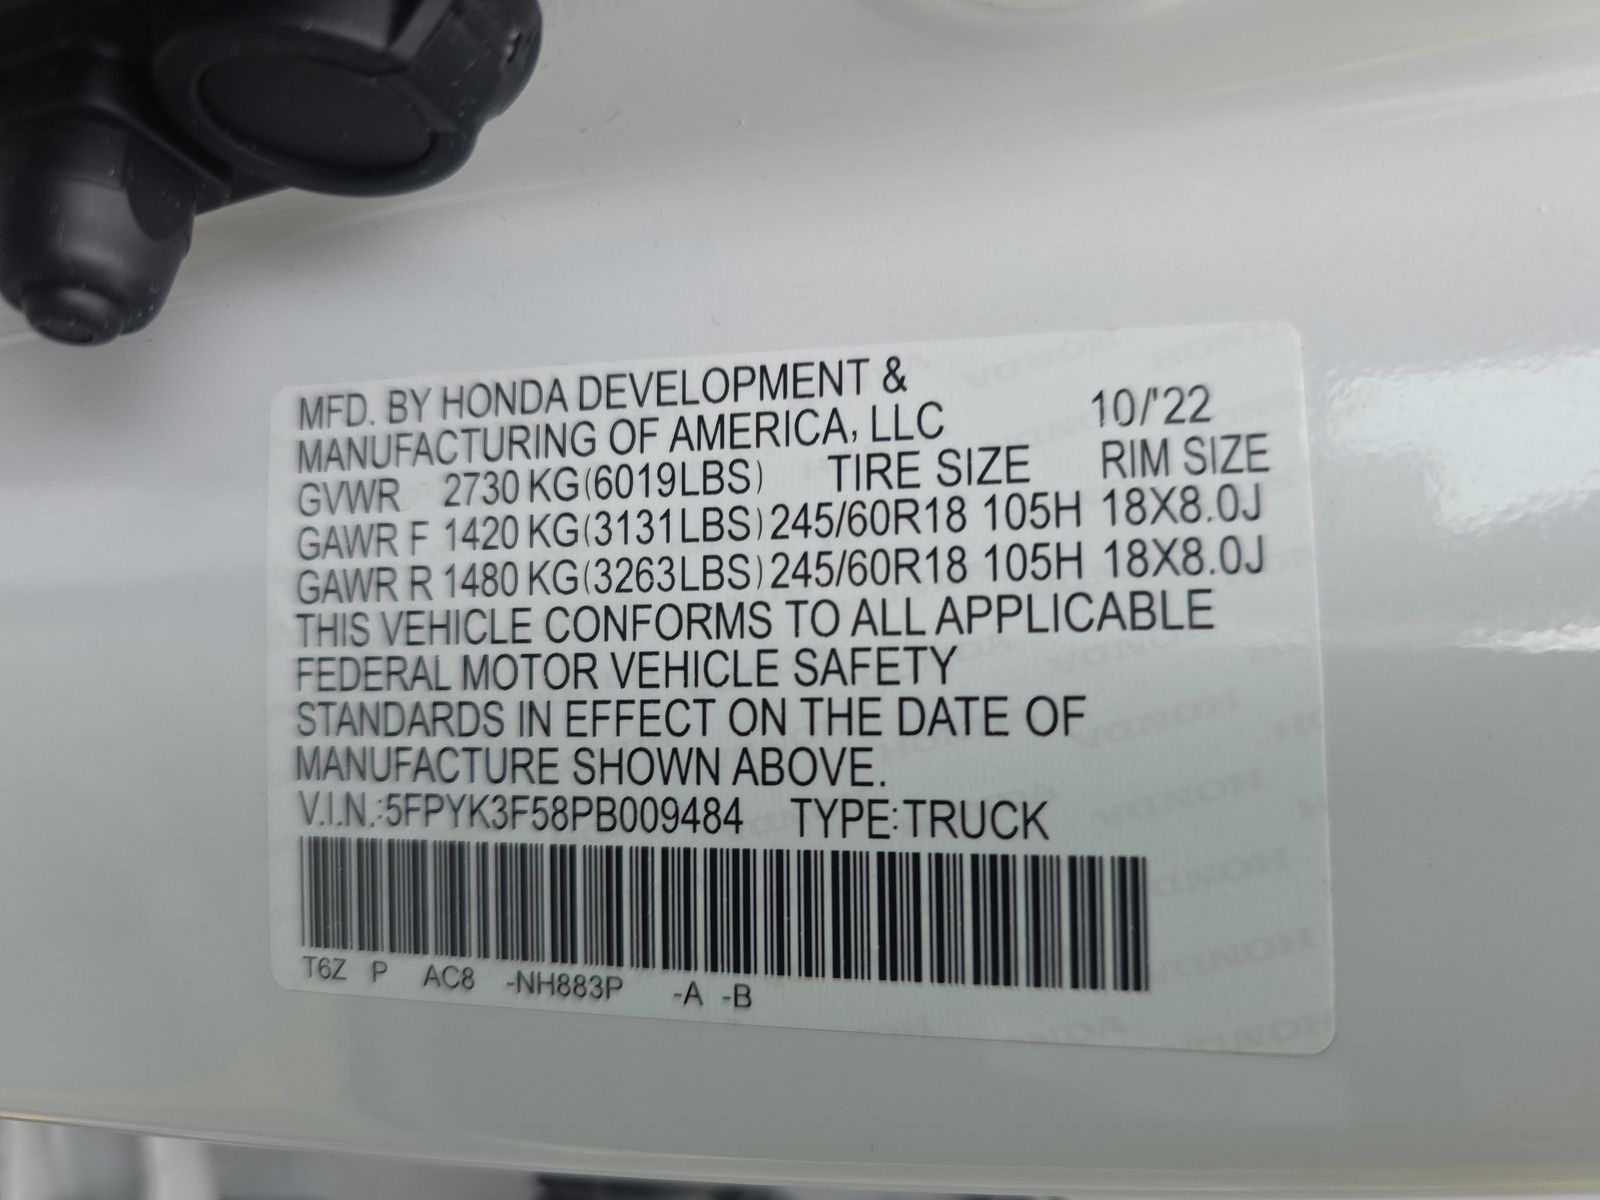 MFD. BY HONDA DEVELOPMENT &
MANUFACTURING OF AMERICA, LLC 10/'22
GVWR 2730 KG(6019LBS) TIRE SIZE RIM SIZE
GAWR F 1420 KG(3131LBS) 245/60R18 105H 18X8.0J
GAWR R 1480 KG(3263LBS) 245/60R18 105H 18X8.0J
THIS VEHICLE CONFORMS TO ALL APPLICABLE
FEDERAL MOTOR VEHICLE SAFETY
STANDARDS IN EFFECT ON THE DATE OF
MANUFACTURE SHOWN ABOVE.
V.I.N.:5FPYK3F58PB009484 TYPE:TRUCK
T6Z P AC8 -NH883P -A -B